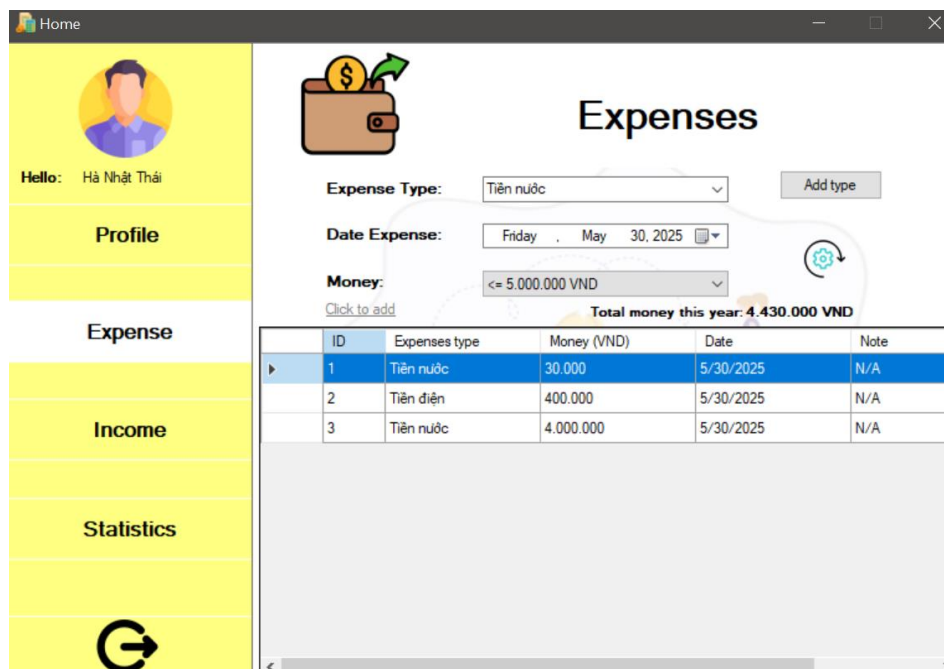 Home
Expenses
Hello: Hà Nhật Thái
Expense Type: Tiền nước Add type
Profile
Date Expense: Friday , May 30, 2025
Money: <= 5.000.000 VND
Click to add Total money this year: 4.430.000 VND
Expense
ID Expenses type Money (VND) Date Note
1 Tiền nước 30.000 5/30/2025 N/A
2 Tiền điện 400.000 5/30/2025 N/A
3 Tiền nước 4.000.000 5/30/2025 N/A
Income
Statistics